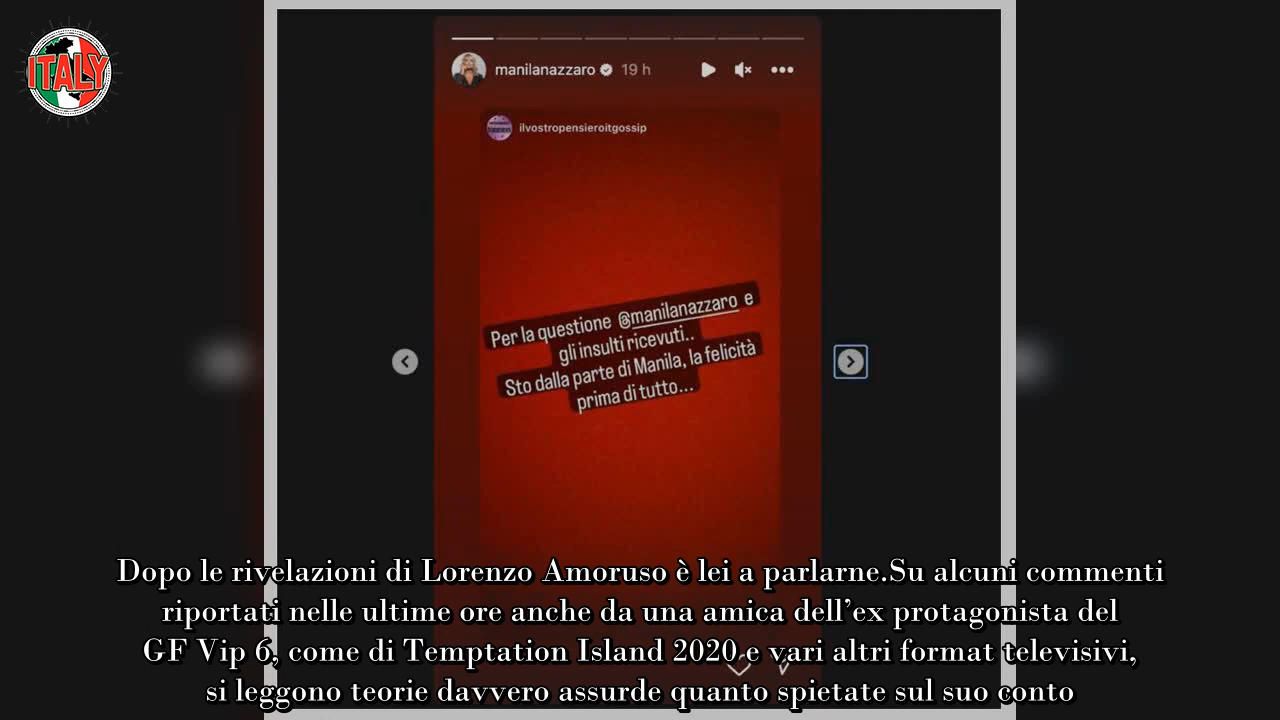 ITALY
manilanazzaro 19 h
ilvostropensieroitgossip
Per la questione @manilanazzaro e
gli insulti ricevuti..
Sto dalla parte di Manila, la felicità
prima di tutto...
Dopo le rivelazioni di Lorenzo Amoruso è lei a parlarne.Su alcuni commenti
riportati nelle ultime ore anche da una amica dell'ex protagonista del
GF Vip 6, come di Temptation Island 2020 e vari altri format televisivi,
si leggono teorie davvero assurde quanto spietate sul suo conto